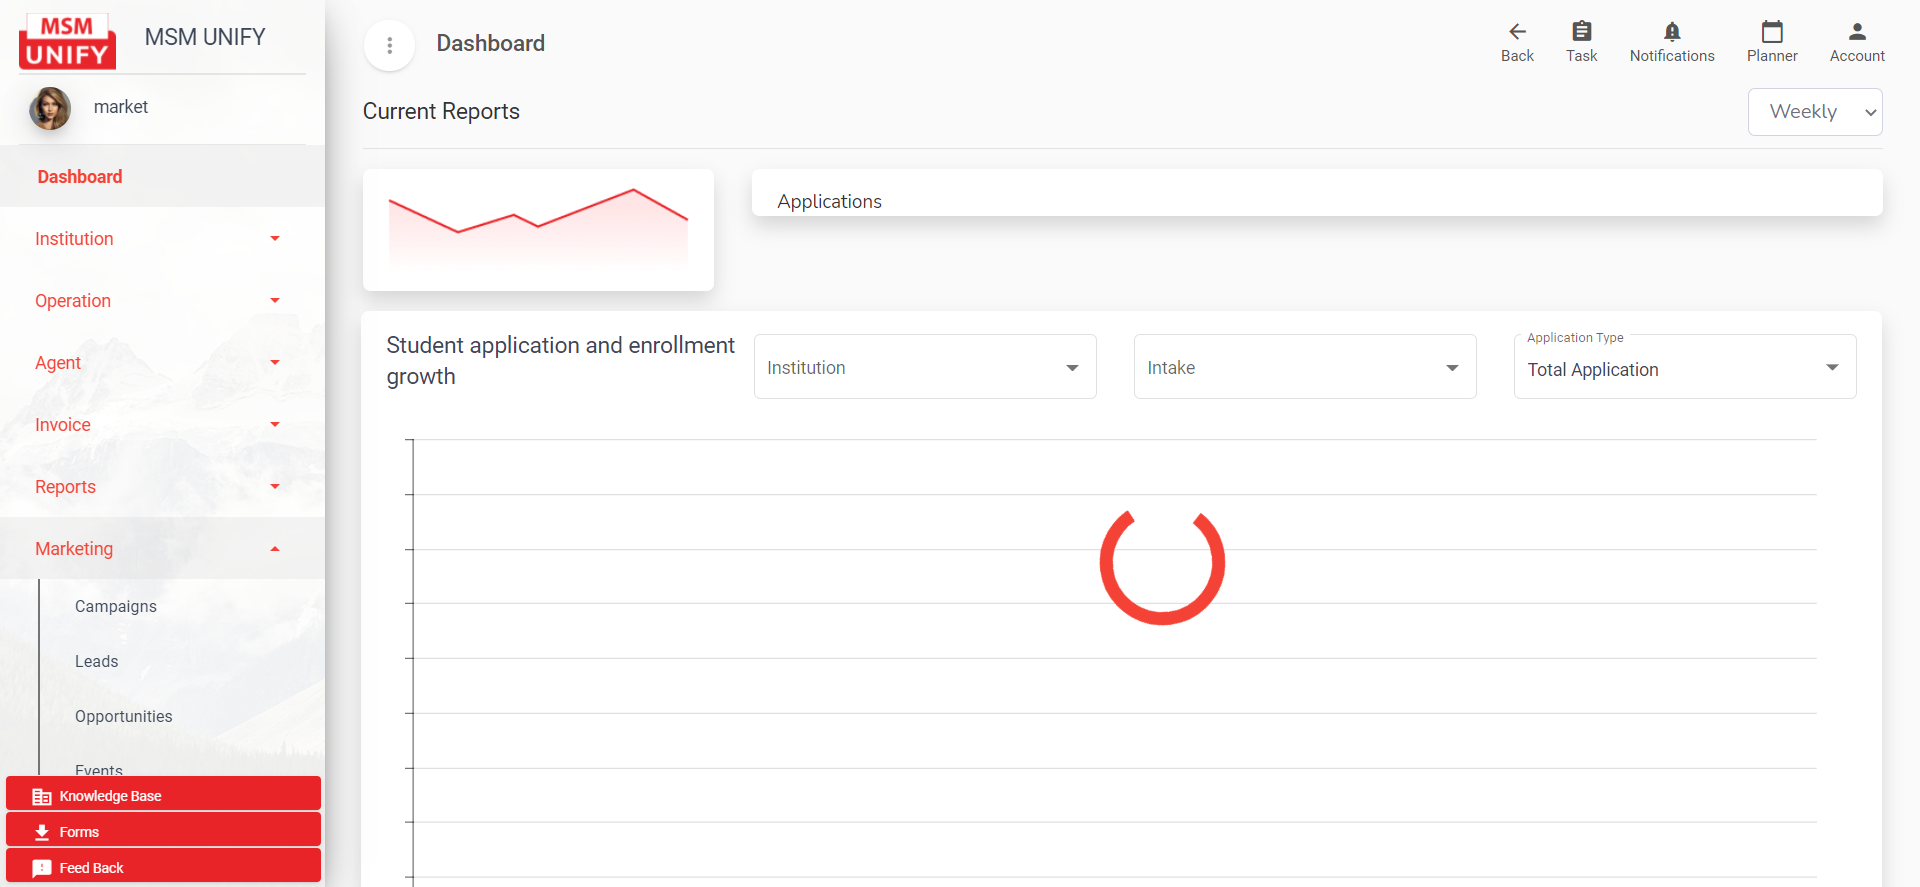 MSM
UNIFY
MSM UNIFY
market
Dashboard
Institution
Operation
Agent
Invoice
Reports
Marketing
Campaigns
Leads
Opportunities
Events
Knowledge Base
Forms
Feed Back
Dashboard
Back
Task
Notifications
Planner
Account
Current Reports
Weekly
Applications
Student application and enrollment
growth
Institution
Intake
Application Type
Total Application